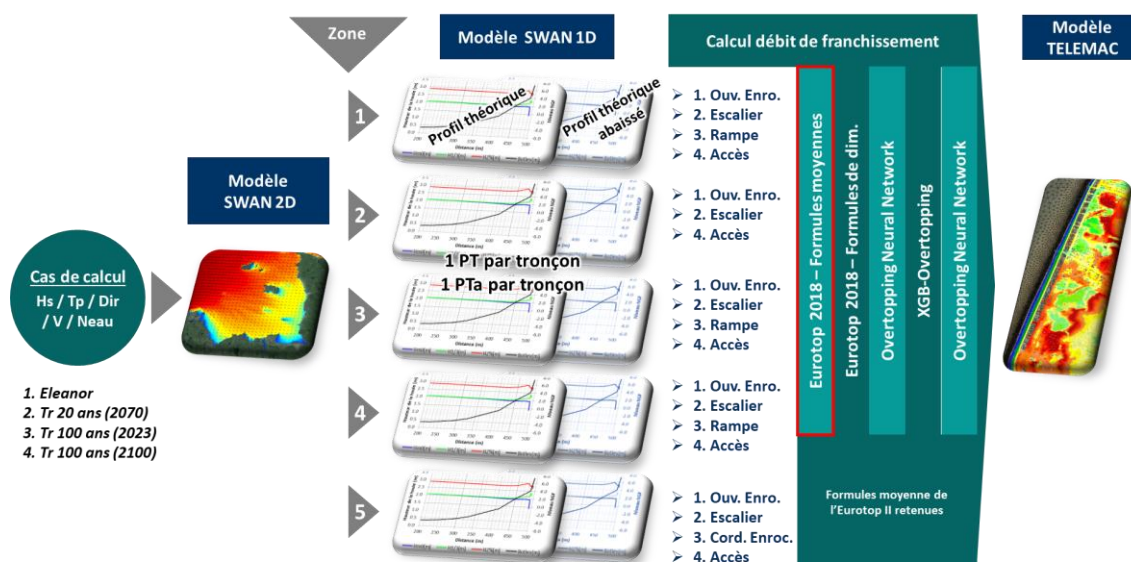 Zone
Modèle SWAN 1D
Calcul débit de franchissement
Modèle
TELEMAC
Modèle
SWAN 2D
Cas de calcul
Hs / Tp / Dir
/ V / Neau
1. Eleanor
2. Tr 20 ans (2070)
3. Tr 100 ans (2023)
4. Tr 100 ans (2100)
1
Profil théorique
Profil théorique
abaissé
➢ 1. Ouv. Enro.
➢ 2. Escalier
➢ 3. Rampe
➢ 4. Accès
2
1 PT par tronçon
1 PTa par tronçon
➢ 1. Ouv. Enro.
➢ 2. Escalier
➢ 4. Accès
3
➢ 1. Ouv. Enro.
➢ 2. Escalier
➢ 3. Rampe
➢ 4. Accès
4
➢ 1. Ouv. Enro.
➢ 2. Escalier
➢ 3. Rampe
➢ 4. Accès
5
Distance (m)
➢ 1. Ouv. Enro.
➢ 2. Escalier
➢ 3. Cord. Enroc.
➢ 4. Accès
Eurotop 2018 – Formules moyennes
Eurotop 2018 – Formules de dim.
Overtopping Neural Network
XGB-Overtopping
Overtopping Neural Network
Formules moyenne de
l'Eurotop II retenues